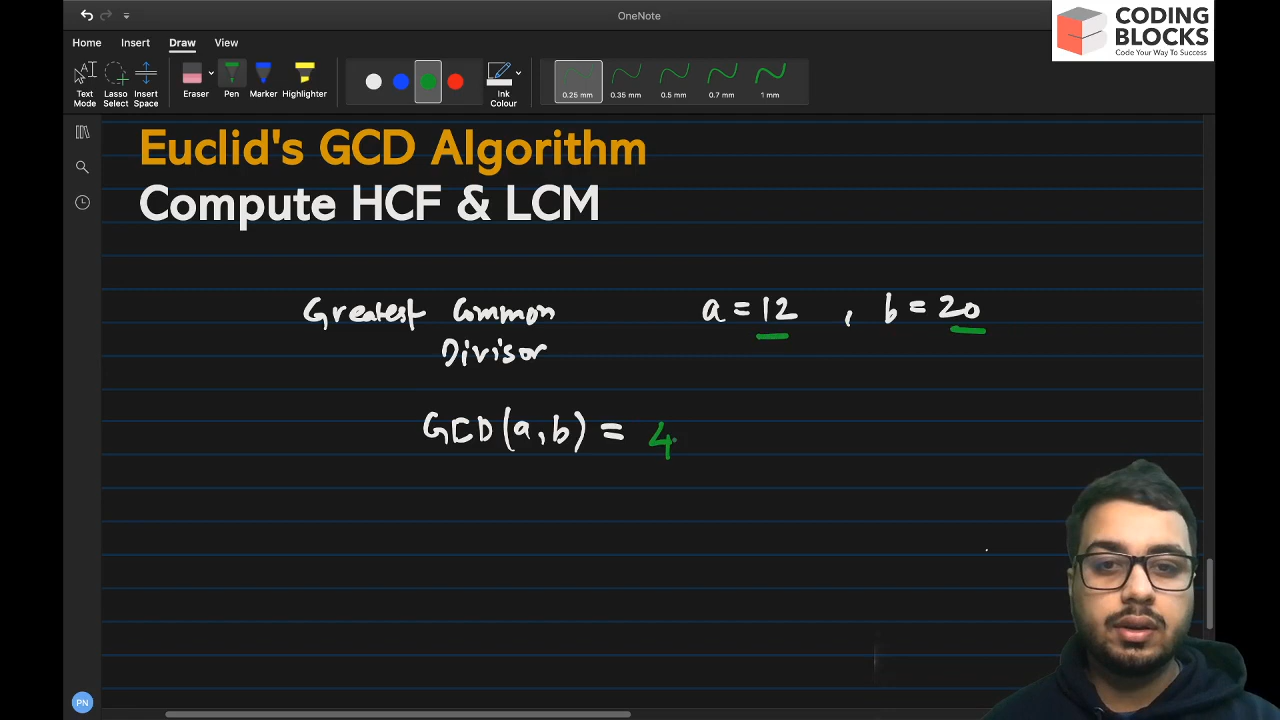 OneNote
CODING
BLOCKS
Code Your Way To Success
Home Insert Draw View
Text Mode
Lasso Select
Insert Space
Eraser
Pen
Marker
Highlighter
Ink Colour
0.25 mm 0.35 mm 0.5 mm 0.7 mm 1 mm
Euclid's GCD Algorithm
Compute HCF & LCM
Greatest Common a = 12 , b = 20
Divisor
GCD(a,b) = 4
PN